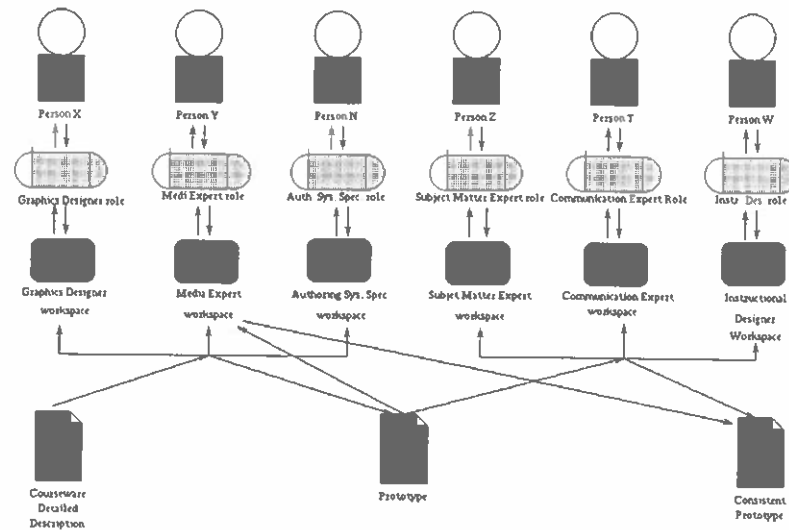 Person X
Person Y
Person N
Person Z
Person T
Person W
Graphics Designer role
Medi Expert role
Auth Sys. Spec role
Subject Matter Expert role
Communication Expert Role
Instr Des role
Graphics Designer
workspace
Media Expert
workspace
Authoring Sys. Spec
workspace
Subject Matter Expert
workspace
Communication Expert
workspace
Instructional
Designer
Workspace
Courseware
Detailed
Description
Prototype
Consistent
Prototype